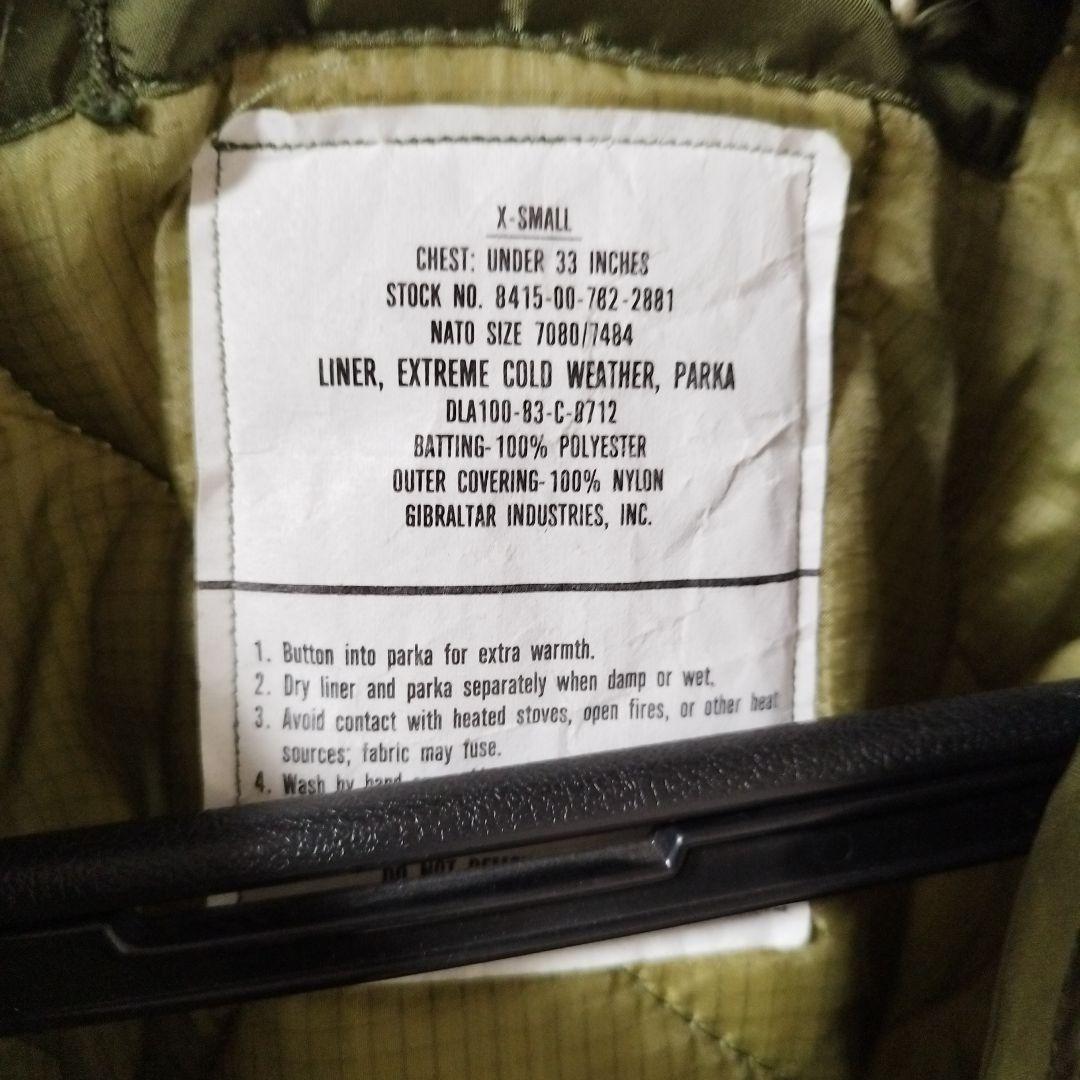 X-SMALL
CHEST: UNDER 33 INCHES
STOCK NO. 8415-00-782-2881
NATO SIZE 7080/7484
LINER, EXTREME COLD WEATHER, PARKA
DLA100-83-C-8712
BATTING-100% POLYESTER
OUTER COVERING-100% NYLON
GIBRALTAR INDUSTRIES, INC.
1. Button into parka for extra warmth.
2. Dry liner and parka separately when damp or wet.
3. Avoid contact with heated stoves, open fires, or other heat
sources; fabric may fuse.
4. Wash by hand
DO NOT